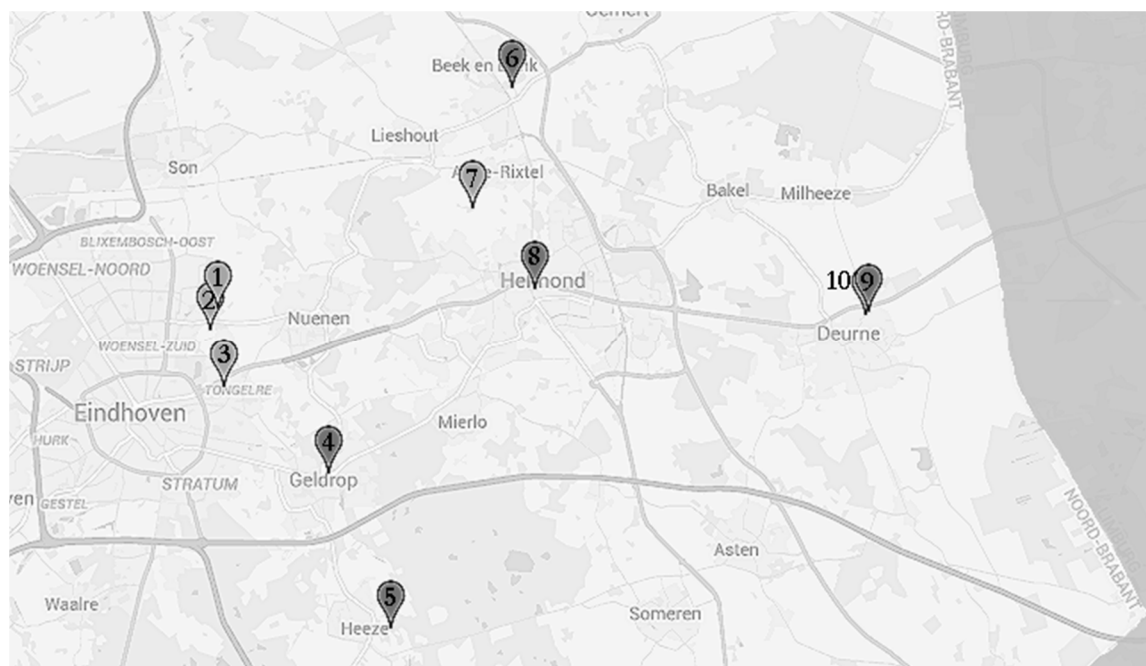 LIMBURG
NOORD-BRABANT
6
Beek en Donk
Lieshout
Son
7
Aarle-Rixtel
Bakel
Milheeze
BLIXEMBOSCH-OOST
WOENSEL-NOORD
8
Helmond
1
2
10
9
Nuenen
Deurne
WOENSEL-ZUID
3
STRIJP
TONGELRE
Eindhoven
Mierlo
HURK
4
Geldrop
STRATUM
GESTEL
LIMBURG
NOORD-BRABANT
Asten
Waalre
5
Heeze
Someren